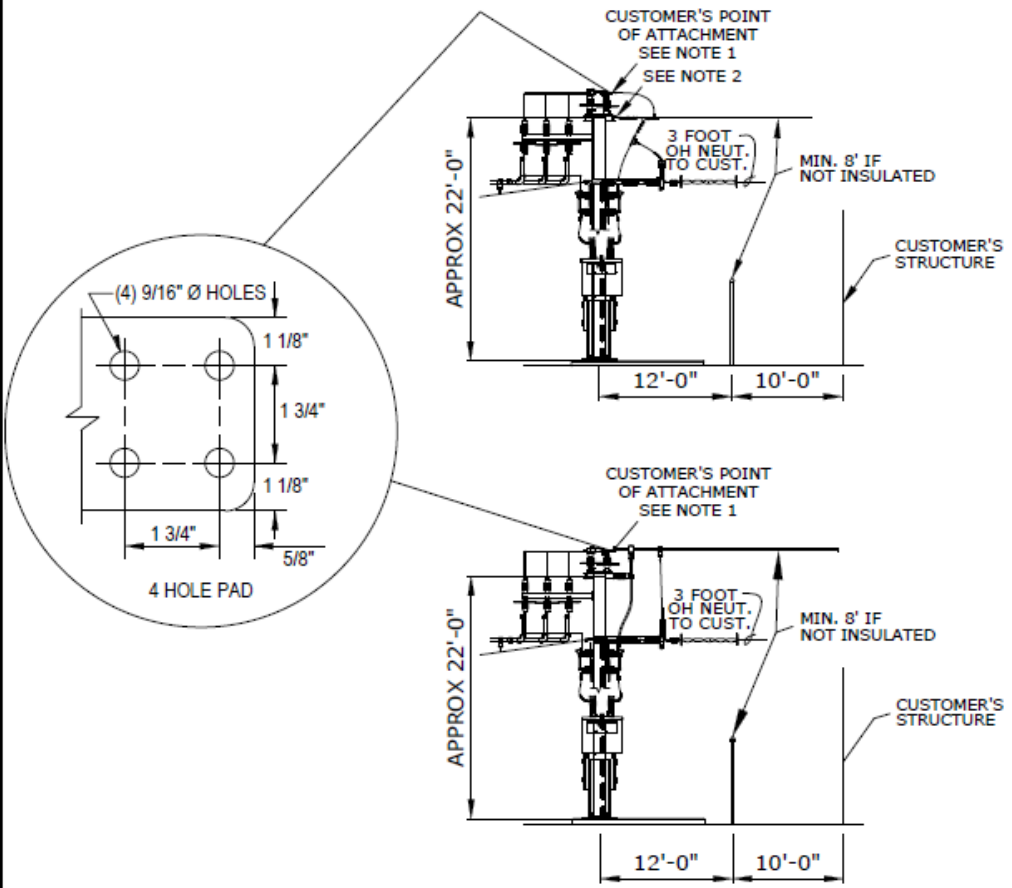 CUSTOMER'S POINT
OF ATTACHMENT
SEE NOTE 1
SEE NOTE 2
3 FOOT
OH NEUT.
TO CUST.
MIN. 8' IF
NOT INSULATED
APPROX 22'-0"
CUSTOMER'S
STRUCTURE
12'-0"
10'-0"
(4) 9/16" Ø HOLES
1 1/8"
1 3/4"
1 1/8"
1 3/4"
5/8"
4 HOLE PAD
CUSTOMER'S POINT
OF ATTACHMENT
SEE NOTE 1
3 FOOT
OH NEUT.
TO CUST.
MIN. 8' IF
NOT INSULATED
APPROX 22'-0"
CUSTOMER'S
STRUCTURE
12'-0"
10'-0"